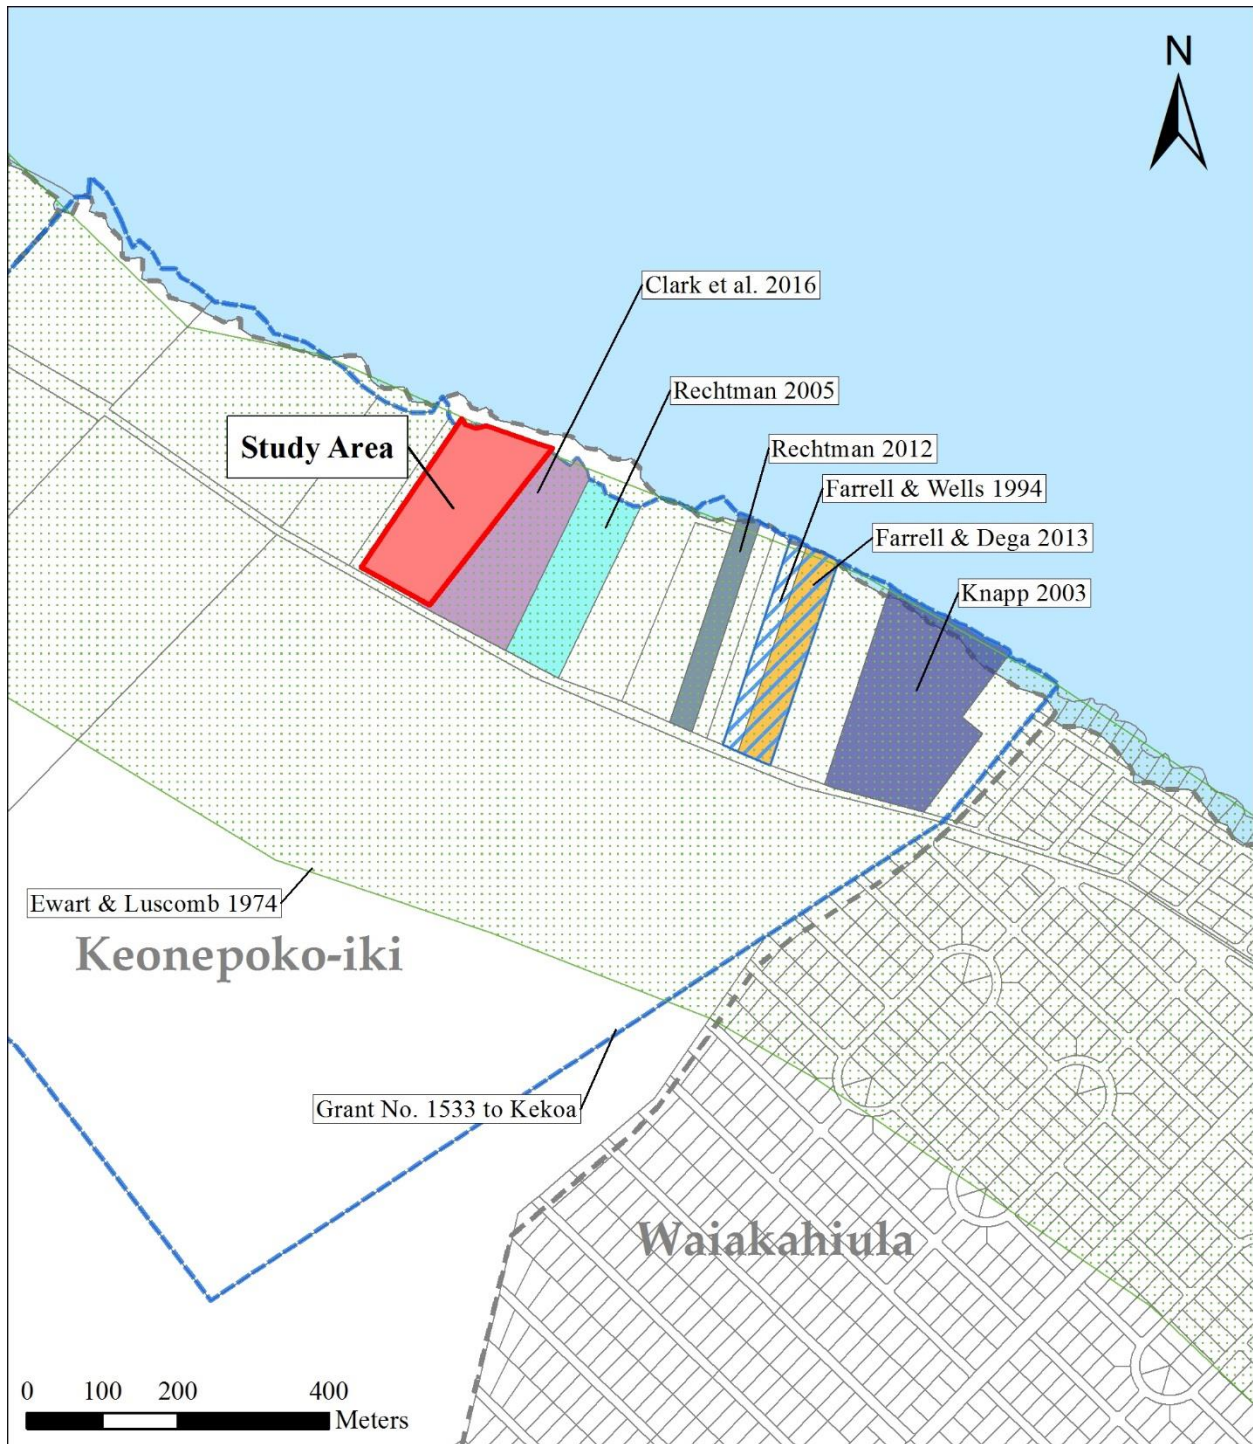 N
Clark et al. 2016
Rechtman 2005
Study Area
Rechtman 2012
Farrell & Wells 1994
Farrell & Dega 2013
Knapp 2003
Ewart & Luscomb 1974
Keonepoko-iki
Grant No. 1533 to Kekoa
Waiakahiula
0 100 200 400
Meters